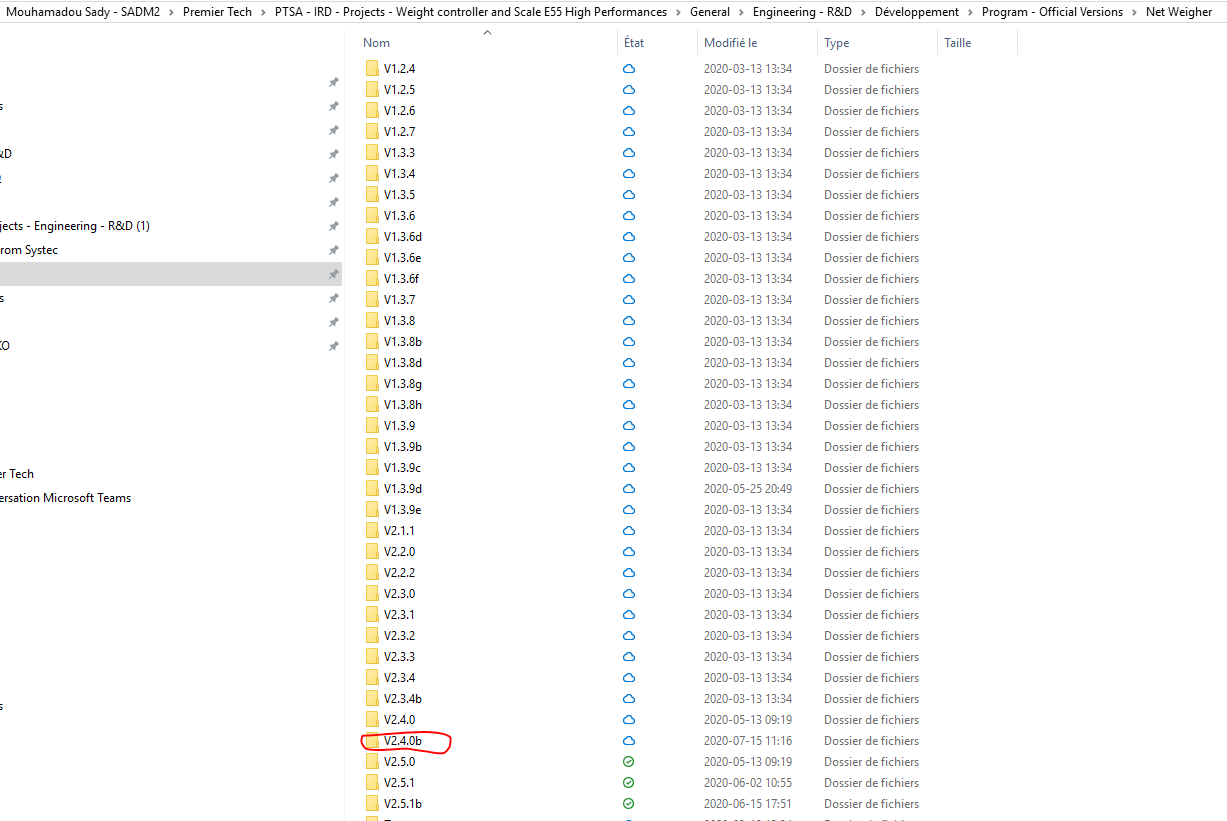 Mouhamadou Sady - SADM2 > Premier Tech > PTSA - IRD - Projects - Weight controller and Scale E55 High Performances > General > Engineering - R&D > Développement > Program - Official Versions > Net Weigher
Nom État Modifié le Type Taille
V1.2.4 2020-03-13 13:34 Dossier de fichiers
V1.2.5 2020-03-13 13:34 Dossier de fichiers
V1.2.6 2020-03-13 13:34 Dossier de fichiers
V1.2.7 2020-03-13 13:34 Dossier de fichiers
&D V1.3.3 2020-03-13 13:34 Dossier de fichiers
V1.3.4 2020-03-13 13:34 Dossier de fichiers
V1.3.5 2020-03-13 13:34 Dossier de fichiers
V1.3.6 2020-03-13 13:34 Dossier de fichiers
jects - Engineering - R&D (1) V1.3.6d 2020-03-13 13:34 Dossier de fichiers
rom Systec V1.3.6e 2020-03-13 13:34 Dossier de fichiers
V1.3.6f 2020-03-13 13:34 Dossier de fichiers
s V1.3.7 2020-03-13 13:34 Dossier de fichiers
V1.3.8 2020-03-13 13:34 Dossier de fichiers
V1.3.8b 2020-03-13 13:34 Dossier de fichiers
V1.3.8d 2020-03-13 13:34 Dossier de fichiers
V1.3.8g 2020-03-13 13:34 Dossier de fichiers
V1.3.8h 2020-03-13 13:34 Dossier de fichiers
V1.3.9 2020-03-13 13:34 Dossier de fichiers
V1.3.9b 2020-03-13 13:34 Dossier de fichiers
er Tech V1.3.9c 2020-03-13 13:34 Dossier de fichiers
ersation Microsoft Teams V1.3.9d 2020-05-25 20:49 Dossier de fichiers
V1.3.9e 2020-03-13 13:34 Dossier de fichiers
V2.1.1 2020-03-13 13:34 Dossier de fichiers
V2.2.0 2020-03-13 13:34 Dossier de fichiers
V2.2.2 2020-03-13 13:34 Dossier de fichiers
V2.3.0 2020-03-13 13:34 Dossier de fichiers
V2.3.1 2020-03-13 13:34 Dossier de fichiers
V2.3.2 2020-03-13 13:34 Dossier de fichiers
V2.3.3 2020-03-13 13:34 Dossier de fichiers
V2.3.4 2020-03-13 13:34 Dossier de fichiers
s V2.3.4b 2020-03-13 13:34 Dossier de fichiers
V2.4.0 2020-05-13 09:19 Dossier de fichiers
V2.4.0b 2020-07-15 11:16 Dossier de fichiers
V2.5.0 2020-05-13 09:19 Dossier de fichiers
V2.5.1 2020-06-02 10:55 Dossier de fichiers
V2.5.1b 2020-06-15 17:51 Dossier de fichiers